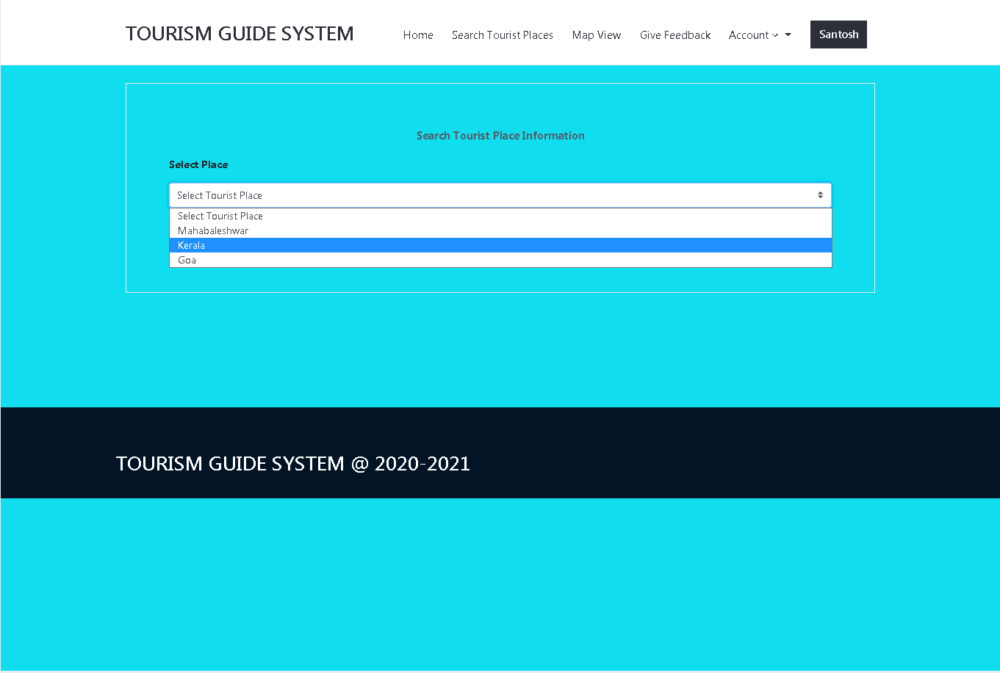 TOURISM GUIDE SYSTEM
Home Search Tourist Places Map View Give Feedback Account Santosh
Search Tourist Place Information
Select Place
Select Tourist Place
Select Tourist Place
Mahabaleshwar
Kerala
Goa
TOURISM GUIDE SYSTEM @ 2020-2021